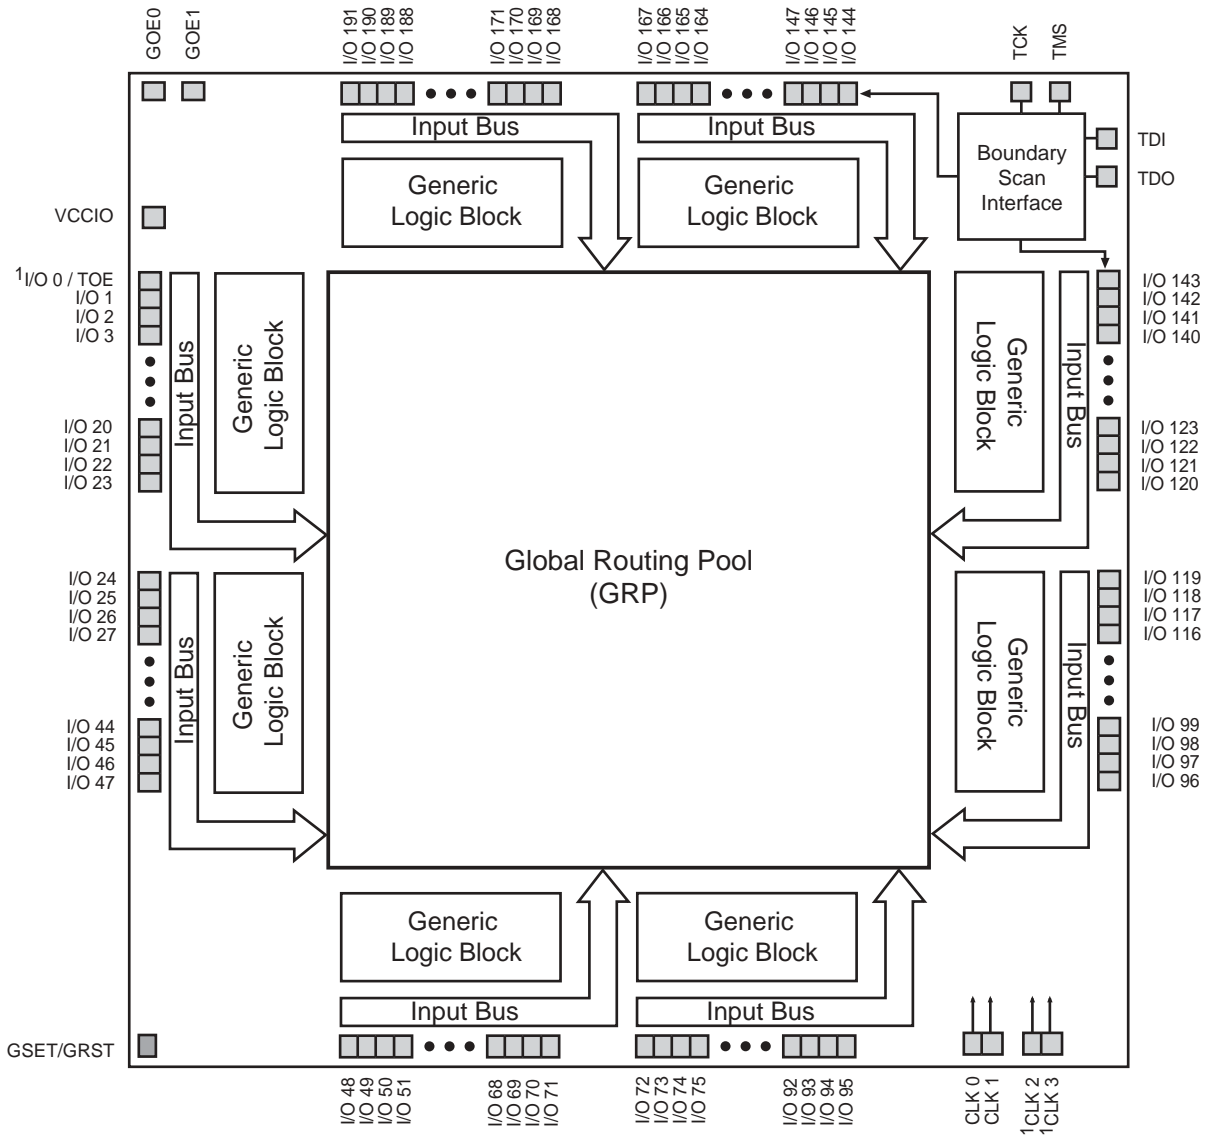 GOE0
GOE1
I/O 191
I/O 190
I/O 189
I/O 188
I/O 171
I/O 170
I/O 169
I/O 168
I/O 167
I/O 166
I/O 165
I/O 164
I/O 147
I/O 146
I/O 145
I/O 144
TCK
TMS
Input Bus
Input Bus
TDI
TDO
Boundary
Scan
Interface
Generic
Logic Block
Generic
Logic Block
VCCIO
1I/O 0 / TOE
I/O 1
I/O 2
I/O 3
I/O 20
I/O 21
I/O 22
I/O 23
Input Bus
Generic
Logic Block
Generic
Logic Block
Input Bus
I/O 143
I/O 142
I/O 141
I/O 140
I/O 123
I/O 122
I/O 121
I/O 120
Global Routing Pool
(GRP)
I/O 24
I/O 25
I/O 26
I/O 27
I/O 44
I/O 45
I/O 46
I/O 47
Input Bus
Generic
Logic Block
Generic
Logic Block
Input Bus
I/O 119
I/O 118
I/O 117
I/O 116
I/O 99
I/O 98
I/O 97
I/O 96
Generic
Logic Block
Generic
Logic Block
Input Bus
Input Bus
GSET/GRST
I/O 48
I/O 49
I/O 50
I/O 51
I/O 68
I/O 69
I/O 70
I/O 71
I/O 72
I/O 73
I/O 74
I/O 75
I/O 92
I/O 93
I/O 94
I/O 95
CLK 0
CLK 1
1CLK 2
1CLK 3